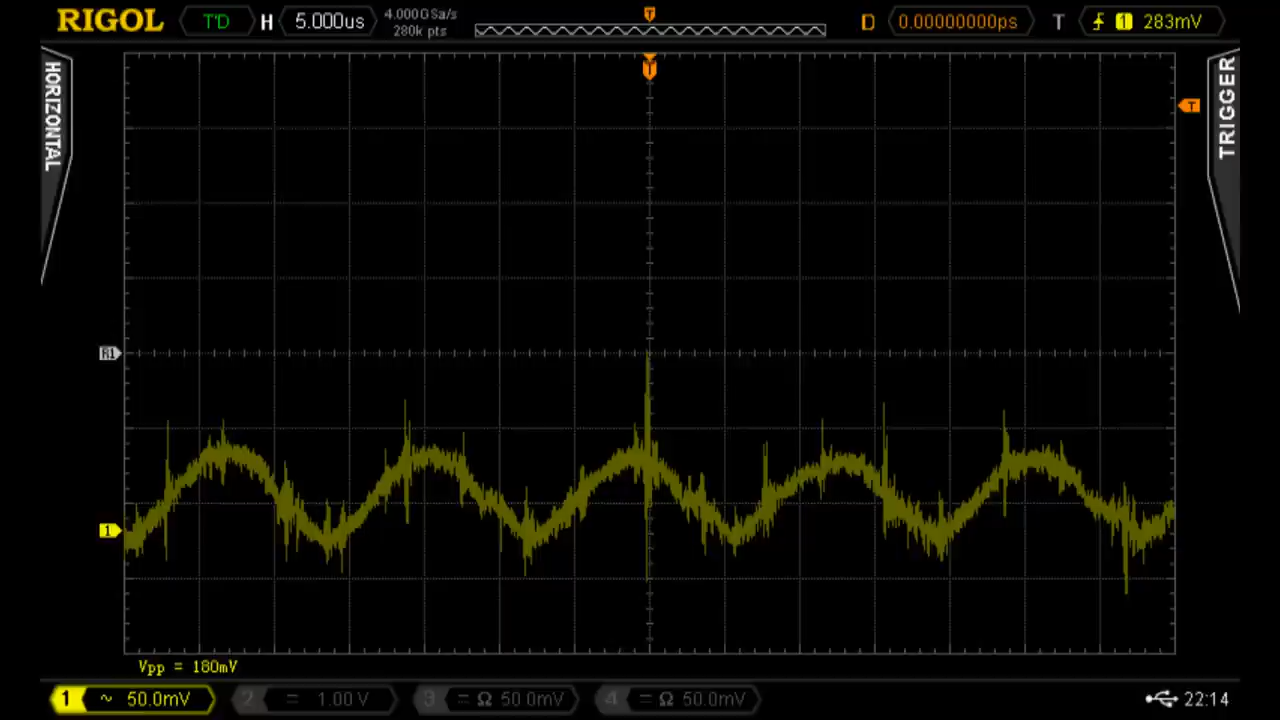 RIGOL T'D H 5.000us 4.000GSa/s 280k pts T D 0.00000000ps T 1 283mV
HORIZONTAL
T
T
TRIGGER
R1
1
Vpp = 180mV
1 ~ 50.0mV 2 = 1.00 V 3 = Ω 50.0mV 4 = Ω 50.0mV 22:14